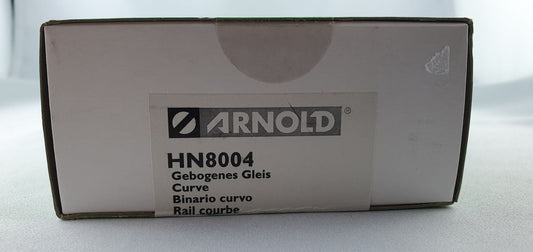 ARNOLD®
HN8004
Gebogenes Gleis
Curve
Binario curvo
Rail courbe